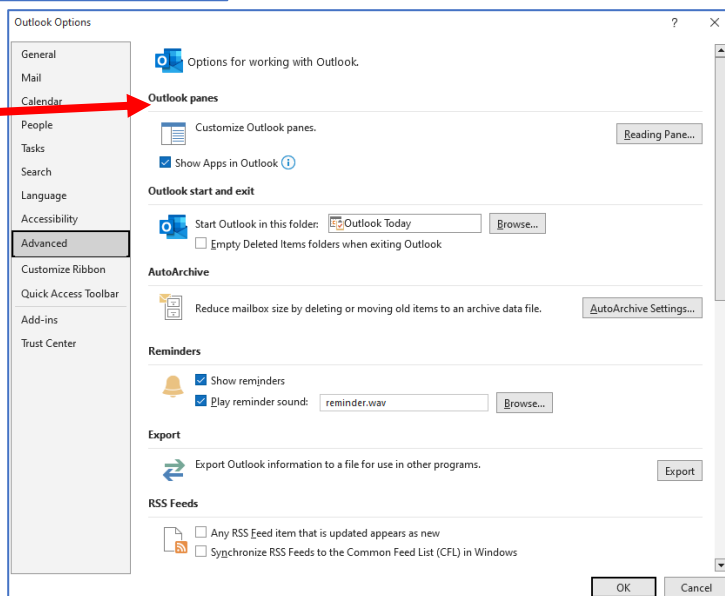 Outlook Options
General
Mail
Calendar
People
Tasks
Search
Language
Accessibility
Advanced
Customize Ribbon
Quick Access Toolbar
Add-ins
Trust Center
Options for working with Outlook.
Outlook panes
Customize Outlook panes.
Reading Pane...
Show Apps in Outlook
Outlook start and exit
Start Outlook in this folder: Outlook Today Browse...
Empty Deleted Items folders when exiting Outlook
AutoArchive
Reduce mailbox size by deleting or moving old items to an archive data file. AutoArchive Settings...
Reminders
Show reminders
Play reminder sound: reminder.wav Browse...
Export
Export Outlook information to a file for use in other programs.
Export
RSS Feeds
Any RSS Feed item that is updated appears as new
Synchronize RSS Feeds to the Common Feed List (CFL) in Windows
OK Cancel